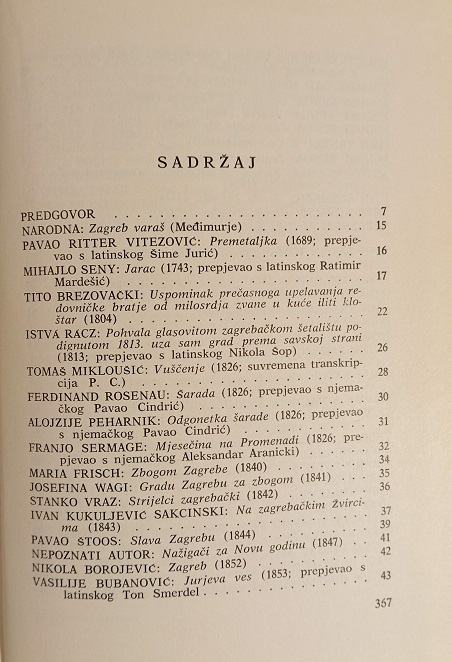 SADRŽAJ
PREDGOVOR . . . . . . . . . . . . . . . . . . . . . . 7
NARODNA: Zagreb varaš (Međimurje) . . . . . . . . . . 15
PAVAO RITTER VITEZOVIĆ: Premetaljka (1689; prepje-
vao s latinskog Šime Jurić) . . . . . . . . . . 16
MIHAJLO SENY: Jarac (1743; prepjevao s latinskog Ratimir
Mardešić) . . . . . . . . . . . . . . . . . . 17
TITO BREZOVAČKI: Uspominak prečasnoga upelavanja re-
dovničke bratje od milosrdja zvane u kuće iliti klo-
štar (1804) . . . . . . . . . . . . . . . . . . 22
IŠTVA RÁCZ: Pohvala glasovitom zagrebačkom šetalištu po-
dignutom 1813. uza sam grad prema savskoj strani
(1813; prepjevao s latinskog Nikola Šop) . . . . . . 26
TOMAŠ MIKLOUŠIĆ: Vuščenje (1826; suvremena transkrip-
cija P. C.) . . . . . . . . . . . . . . . . . . 28
FERDINAND ROSENAU: Šarada (1826; prepjevao s njema-
čkog Pavao Cindrić) . . . . . . . . . . . . . . 30
ALOJZIJE PEHARNIK: Odgonetka šarade (1826; prepjevao
s njemačkog Pavao Cindrić) . . . . . . . . . . . 31
FRANJO SERMAGE: Mjesečina na Promenadi (1826; pre-
pjevao s njemačkog Aleksandar Aranicki) . . . . . . 32
MARIA FRISCH: Zbogom Zagrebe (1840) . . . . . . . . 34
JOSEFINA WAGI: Gradu Zagrebu za zbogom (1841) . . . . 35
STANKO VRAZ: Strijelci zagrebački (1842) . . . . . . . 36
IVAN KUKULJEVIĆ SAKCINSKI: Na zagrebačkim Žvirci-
ma (1843) . . . . . . . . . . . . . . . . . . 37
PAVAO ŠTOOS: Slava Zagrebu (1844) . . . . . . . . . 39
NEPOZNATI AUTOR: Nažigači za Novu godinu (1847) . . . 41
NIKOLA BOROJEVIĆ: Zagreb (1852) . . . . . . . . . . 42
VASILIJE BUBANOVIĆ: Jurjeva ves (1853; prepjevao s
latinskog Ton Smerdel . . . . . . . . . . . . . 43
367